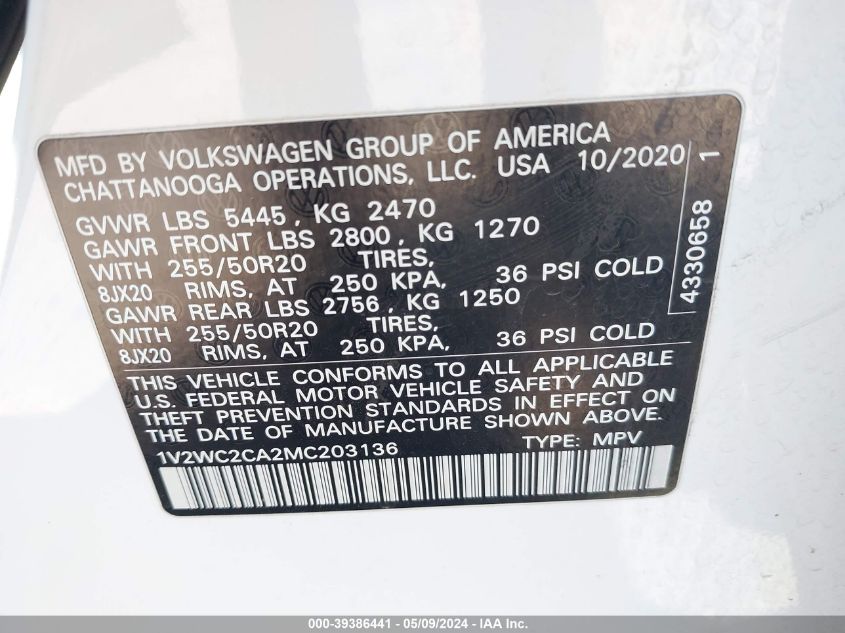 MFD BY VOLKSWAGEN GROUP OF AMERICA
CHATTANOOGA OPERATIONS, LLC. USA 10/2020
GVWR LBS 5445, KG 2470
GAWR FRONT LBS 2800, KG 1270
WITH 255/50R20 TIRES,
8JX20 RIMS, AT 250 KPA, 36 PSI COLD
GAWR REAR LBS 2756, KG 1250
WITH 255/50R20 TIRES,
8JX20 RIMS, AT 250 KPA, 36 PSI COLD
THIS VEHICLE CONFORMS TO ALL APPLICABLE
U.S. FEDERAL MOTOR VEHICLE SAFETY AND
THEFT PREVENTION STANDARDS IN EFFECT ON
THE DATE OF MANUFACTURE SHOWN ABOVE.
1V2WC2CA2MC203136 TYPE: MPV
4330658 1
000-39386441 - 05/09/2024 - IAA Inc.